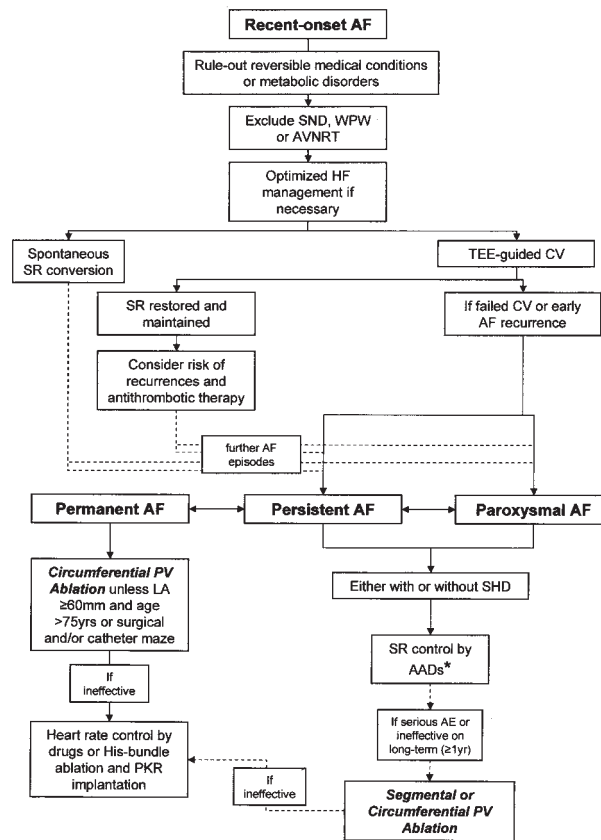 Recent-onset AF
Rule-out reversible medical conditions
or metabolic disorders
Exclude SND, WPW
or AVNRT
Optimized HF
management if
necessary
Spontaneous
SR conversion
TEE-guided CV
SR restored and
maintained
If failed CV or early
AF recurrence
Consider risk of
recurrences and
antithrombotic therapy
further AF
episodes
Permanent AF
Persistent AF
Paroxysmal AF
Circumferential PV
Ablation unless LA
≥60mm and age
>75yrs or surgical
and/or catheter maze
Either with or without SHD
SR control by
AADs*
If
ineffective
If serious AE or
ineffective on
long-term (≥1yr)
Heart rate control by
drugs or His-bundle
ablation and PKR
implantation
If
ineffective
Segmental or
Circumferential PV
Ablation